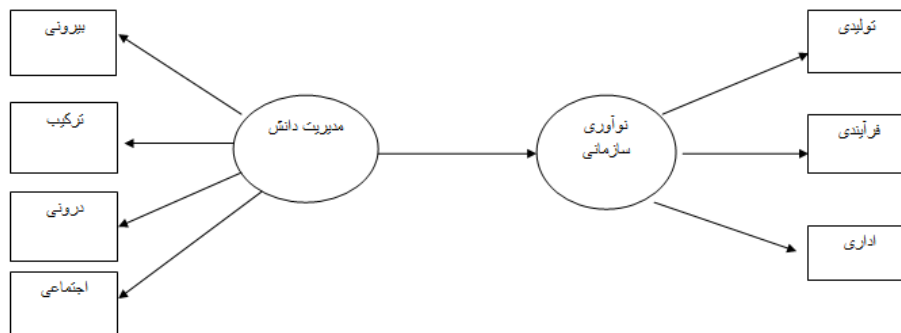 بیرونی
ترکیب
درونی
اجتماعی
مدیریت دانش
نوآوری
سازمانی
تولیدی
فرآیندی
اداری